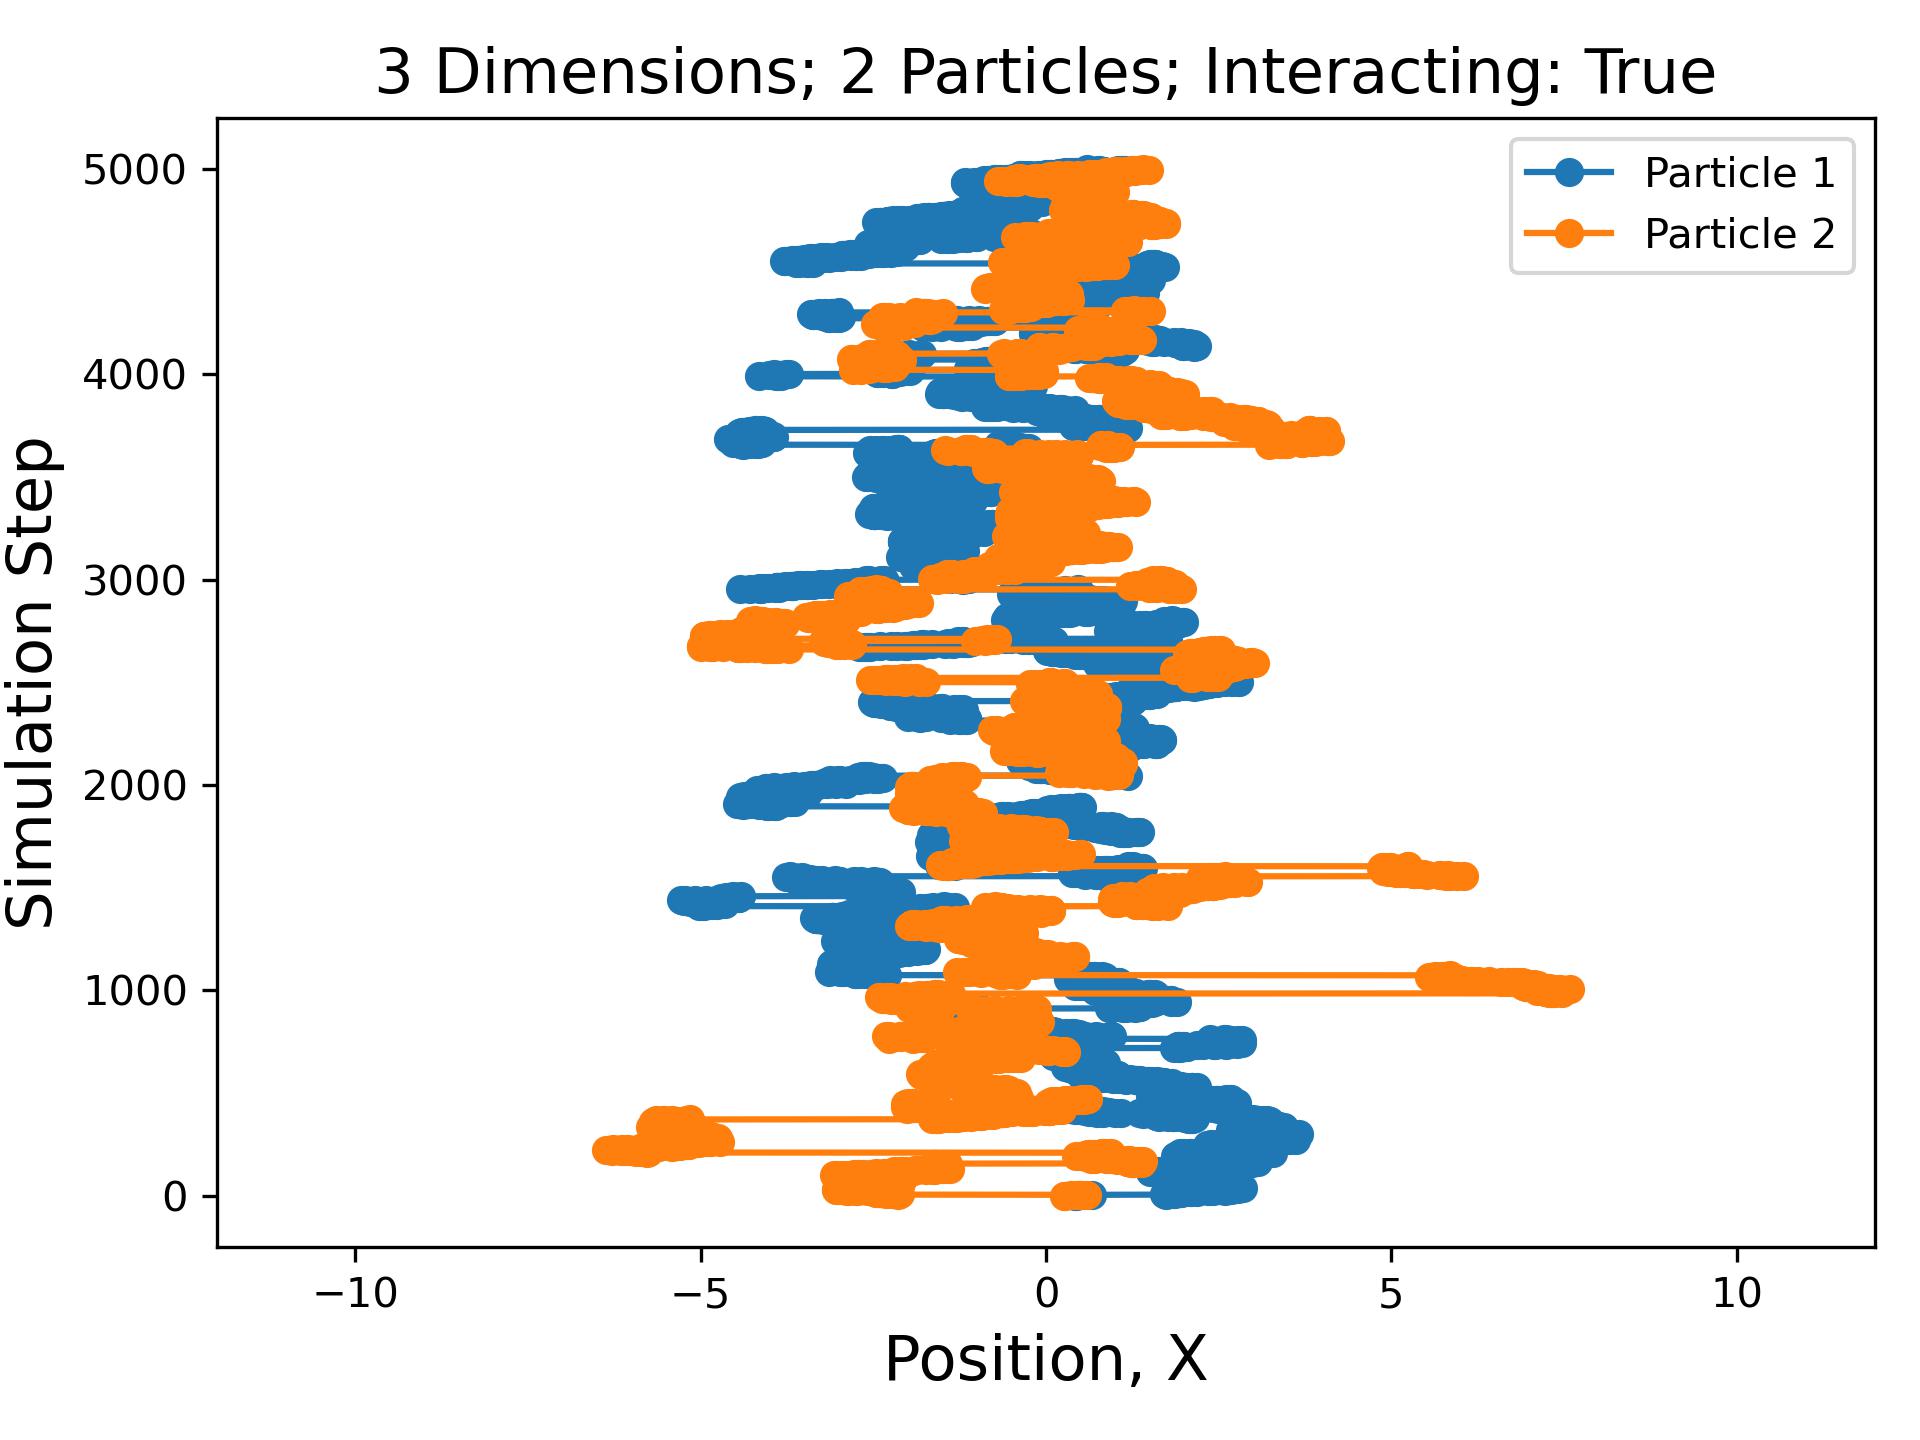 3 Dimensions; 2 Particles; Interacting: True
Particle 1
Particle 2
Simulation Step
5000
4000
3000
2000
1000
0
−10
−5
0
5
10
Position, X